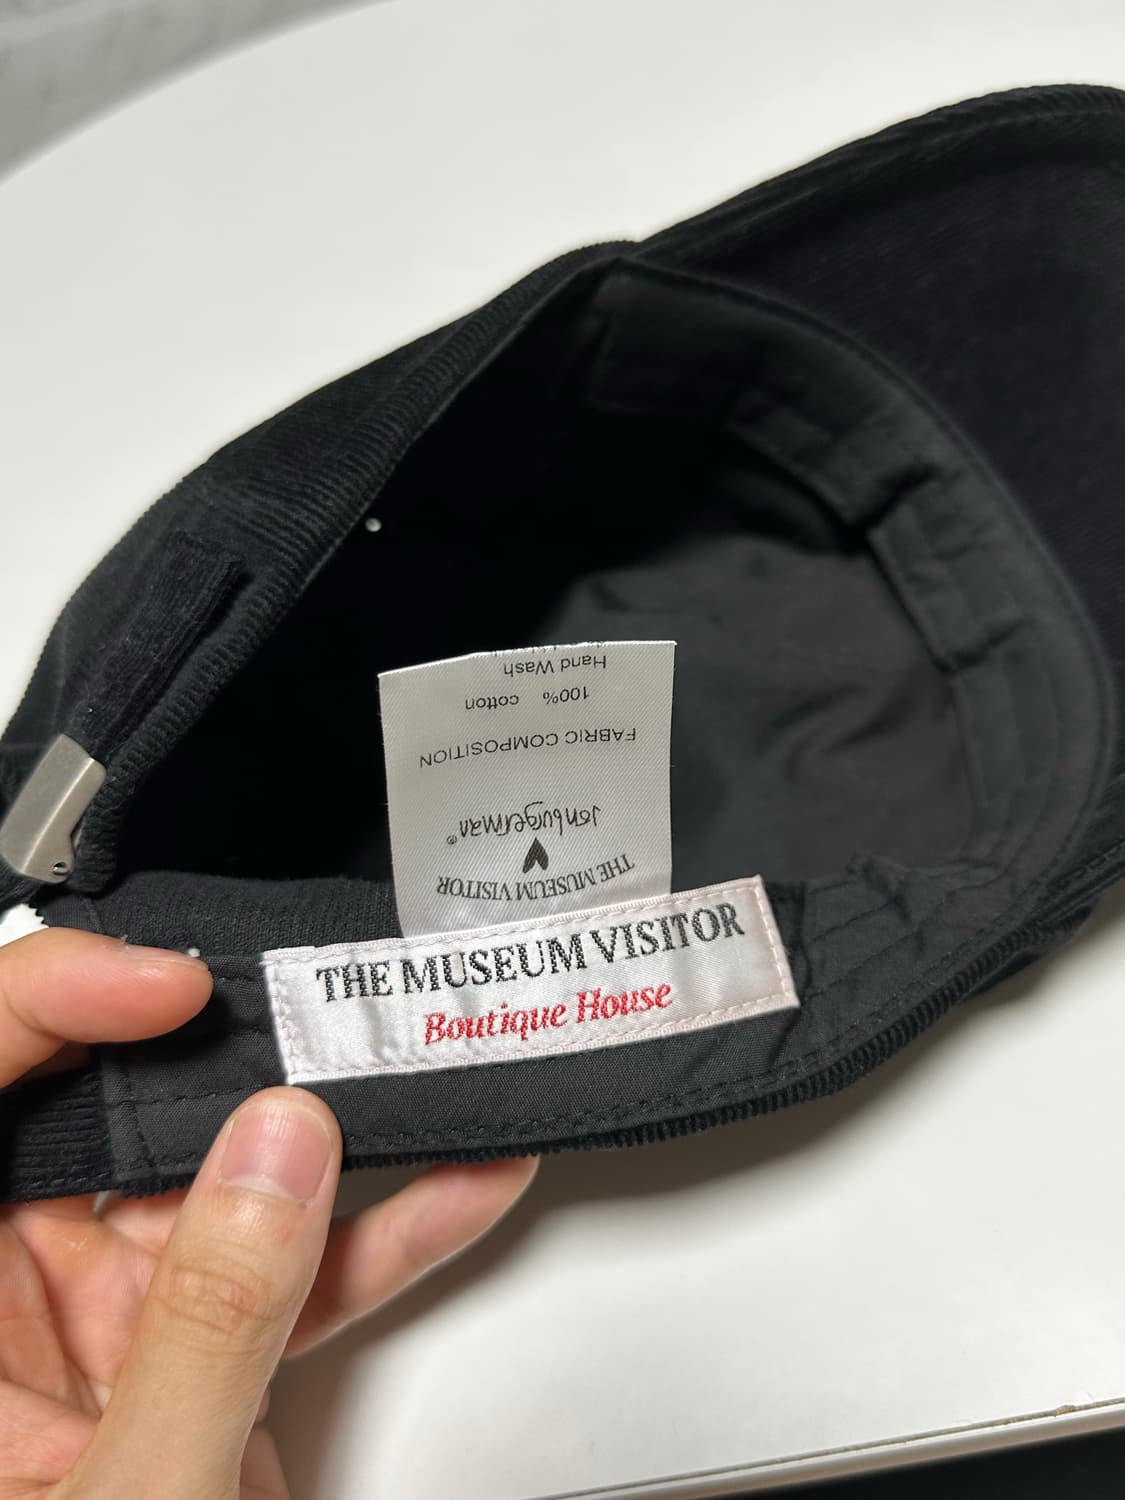 THE MUSEUM VISITOR
Boutique House
THE MUSEUM VISITOR
jonburgerman®
FABRIC COMPOSITION
100% cotton
Hand Wash